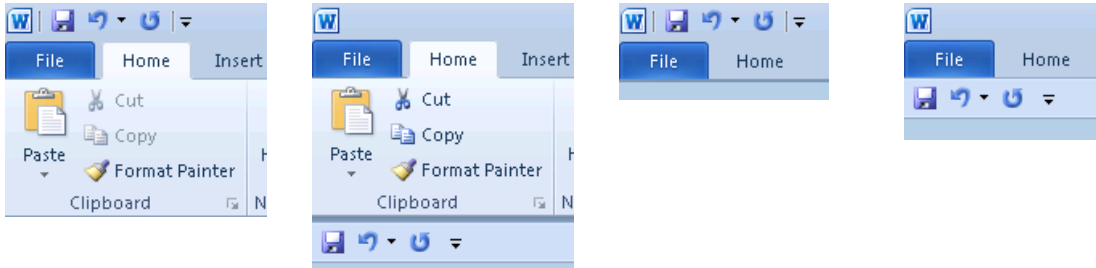 W
File Home Insert
Cut
Copy
Paste
Format Painter
Clipboard
N
W
File Home Insert
Cut
Copy
Paste
Format Painter
Clipboard
N
W
File Home
W
File Home